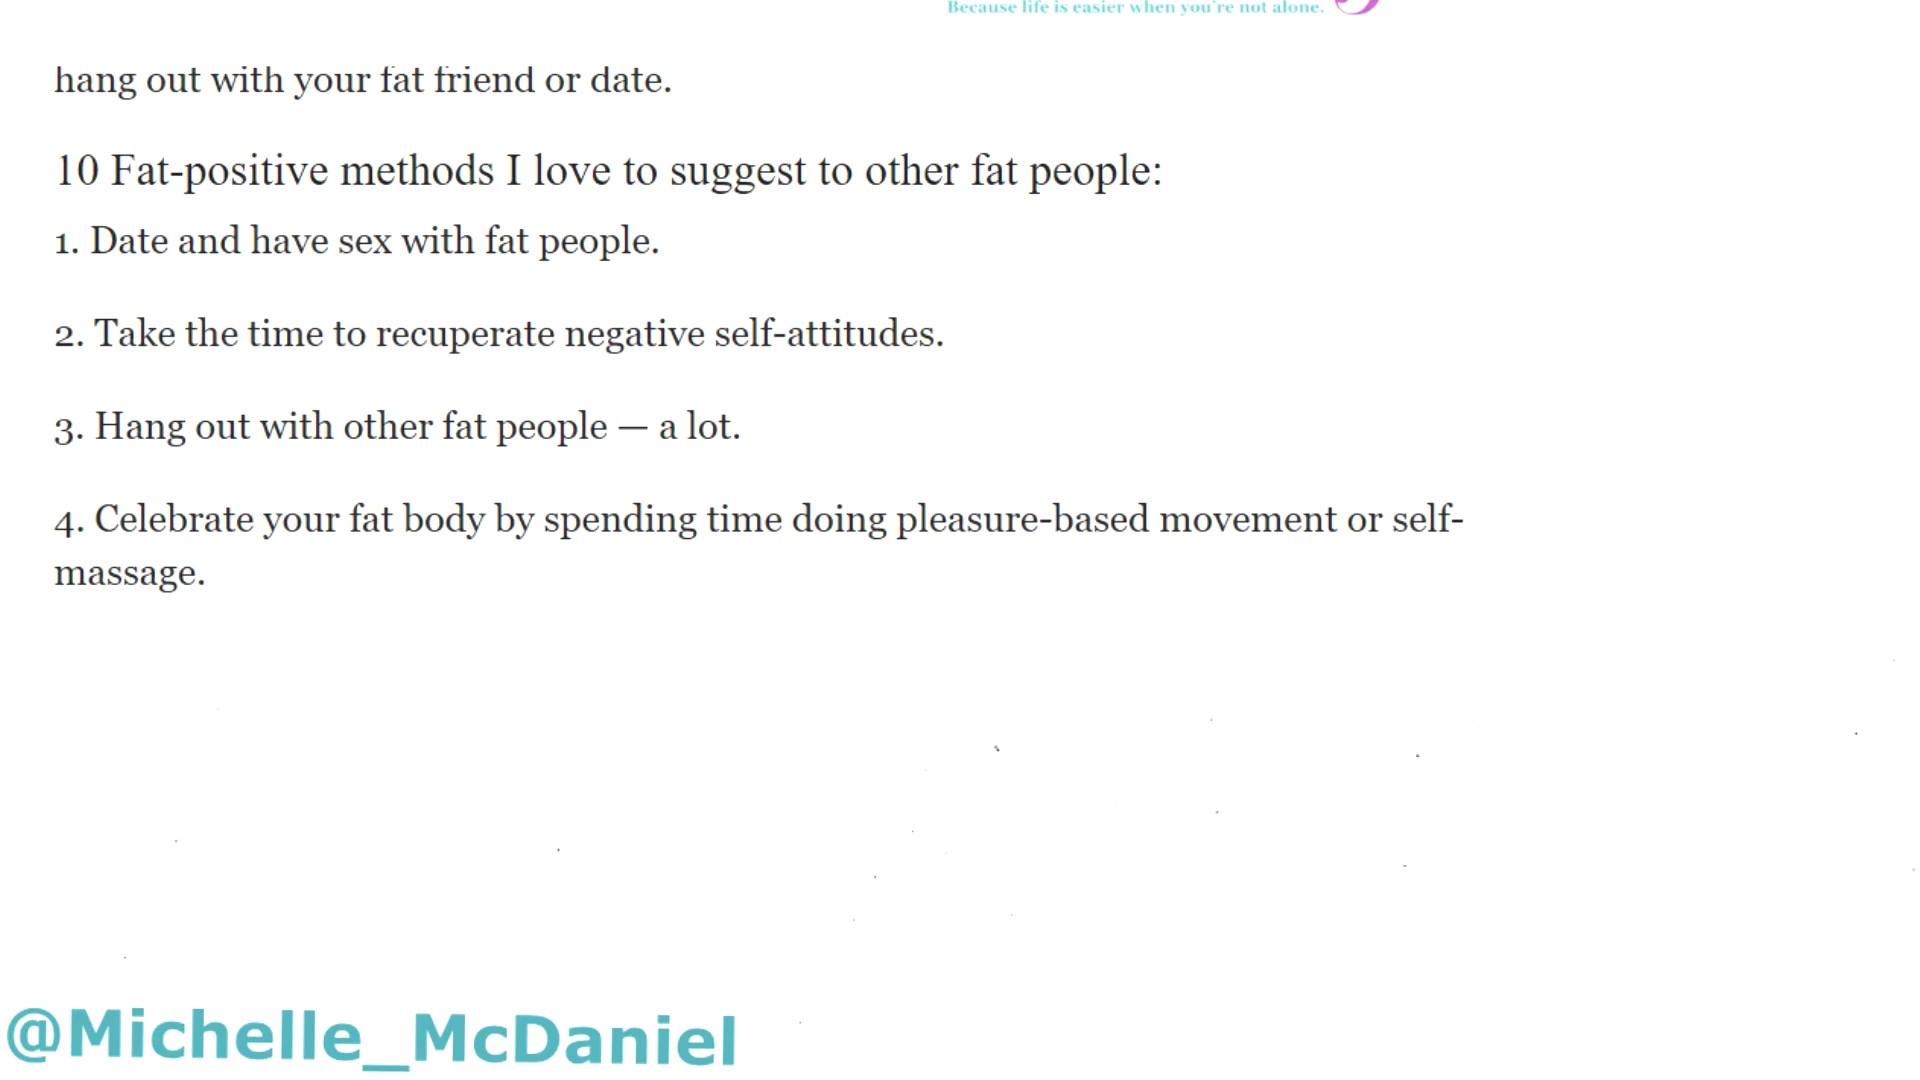 Because life is easier when you're not alone.
hang out with your fat friend or date.
10 Fat-positive methods I love to suggest to other fat people:
1. Date and have sex with fat people.
2. Take the time to recuperate negative self-attitudes.
3. Hang out with other fat people — a lot.
4. Celebrate your fat body by spending time doing pleasure-based movement or self-
massage.
@Michelle_McDaniel